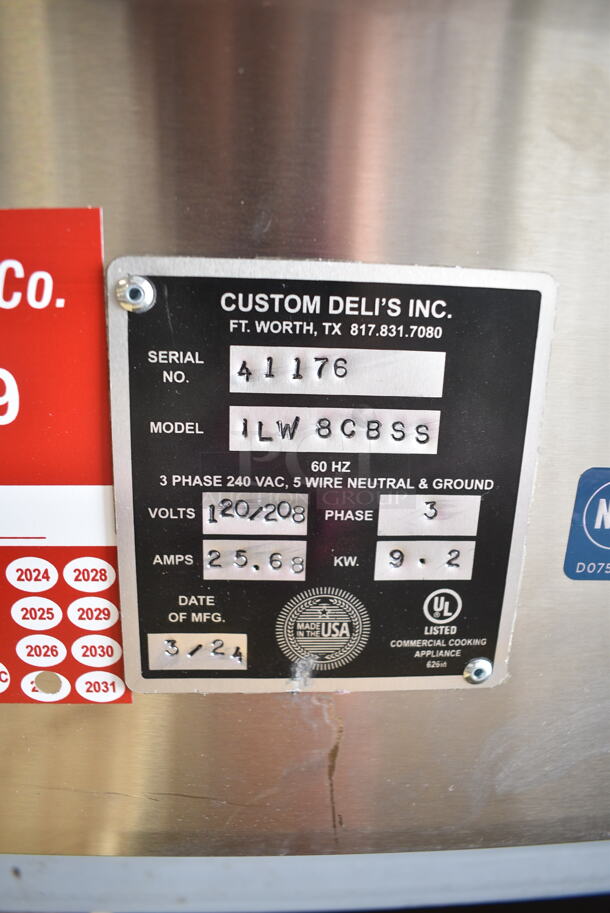 Co.
9
2024 2028
2025 2029
2026 2030
2031
C
CUSTOM DELI'S INC.
FT. WORTH, TX 817.831.7080
SERIAL NO. 41176
MODEL 1LW8CBSS
60 HZ
3 PHASE 240 VAC, 5 WIRE NEUTRAL & GROUND
VOLTS 120/208 PHASE 3
AMPS 25.68 KW. 9.2
DATE OF MFG.
3/24
MADE IN THE USA
UL
LISTED
COMMERCIAL COOKING
APPLIANCE
626m
N
D075